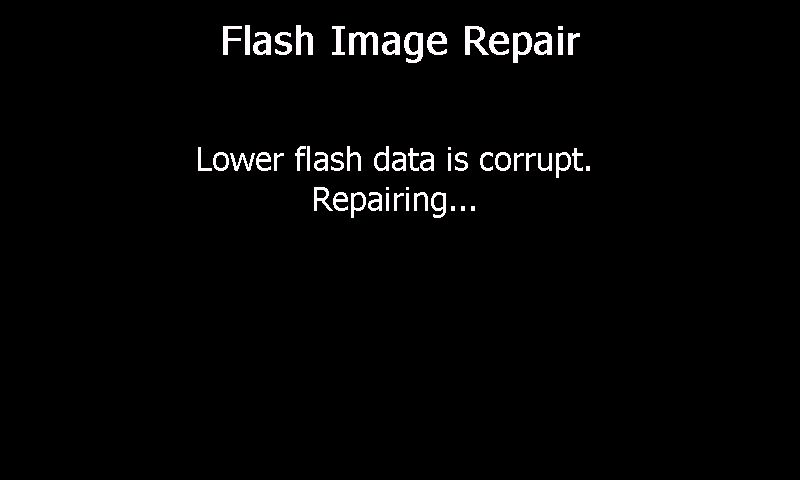 Flash Image Repair
Lower flash data is corrupt.
Repairing...